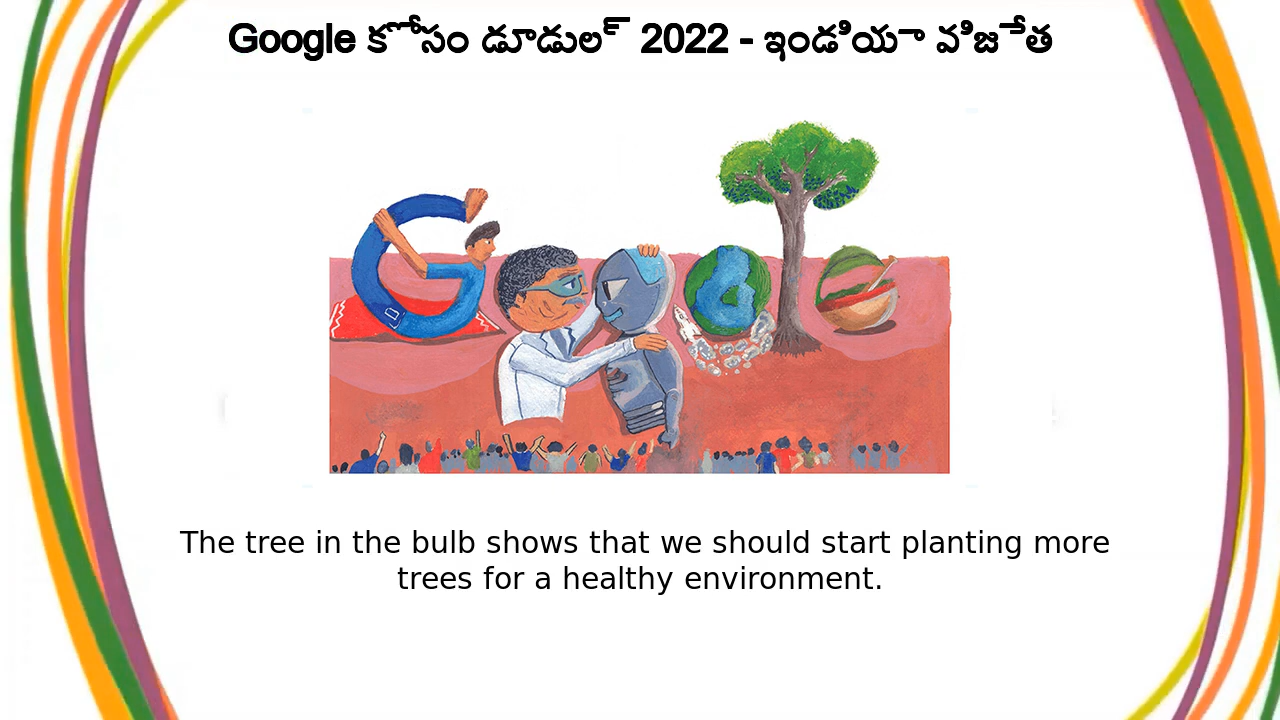 Google కోసం డూడుల్ 2022 - ఇండియా విజేత
The tree in the bulb shows that we should start planting more
trees for a healthy environment.